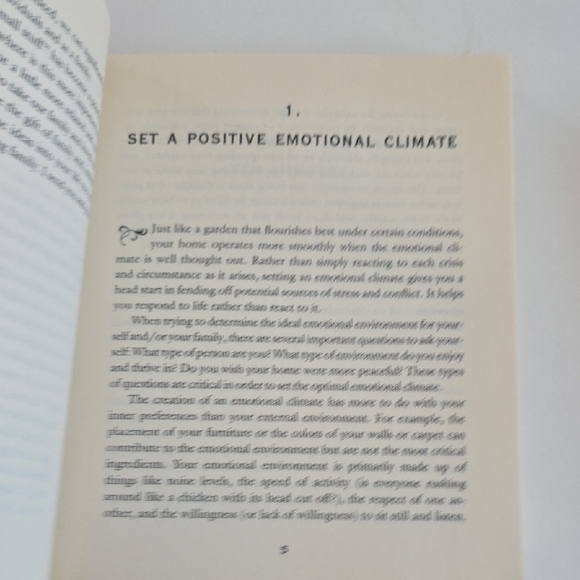 1.
SET A POSITIVE EMOTIONAL CLIMATE
Just like a garden that flourishes best under certain conditions,
your home operates more smoothly when the emotional cli-
mate is well thought out. Rather than simply reacting to each crisis
and circumstance as it arises, setting an emotional climate gives you a
head start in fending off potential sources of stress and conflict. It helps
you respond to life rather than react to it.
When trying to determine the ideal emotional environment for your-
self and/or your family, there are several important questions to ask your-
self. What type of person are you? What type of environment do you enjoy
and thrive in? Do you wish your home were more peaceful? These types
of questions are critical in order to set the optimal emotional climate.
The creation of an emotional climate has more to do with your
inner preferences than your external environment. For example, the
placement of your furniture or the colors of your walls or carpet can
contribute to the emotional environment but are not the most critical
ingredients. Your emotional environment is primarily made up of
things like noise levels, the speed of activity (is everyone rushing
around like a chicken with its head cut off?), the respect of one an-
other, and the willingness (or lack of willingness) to sit still and listen.
5